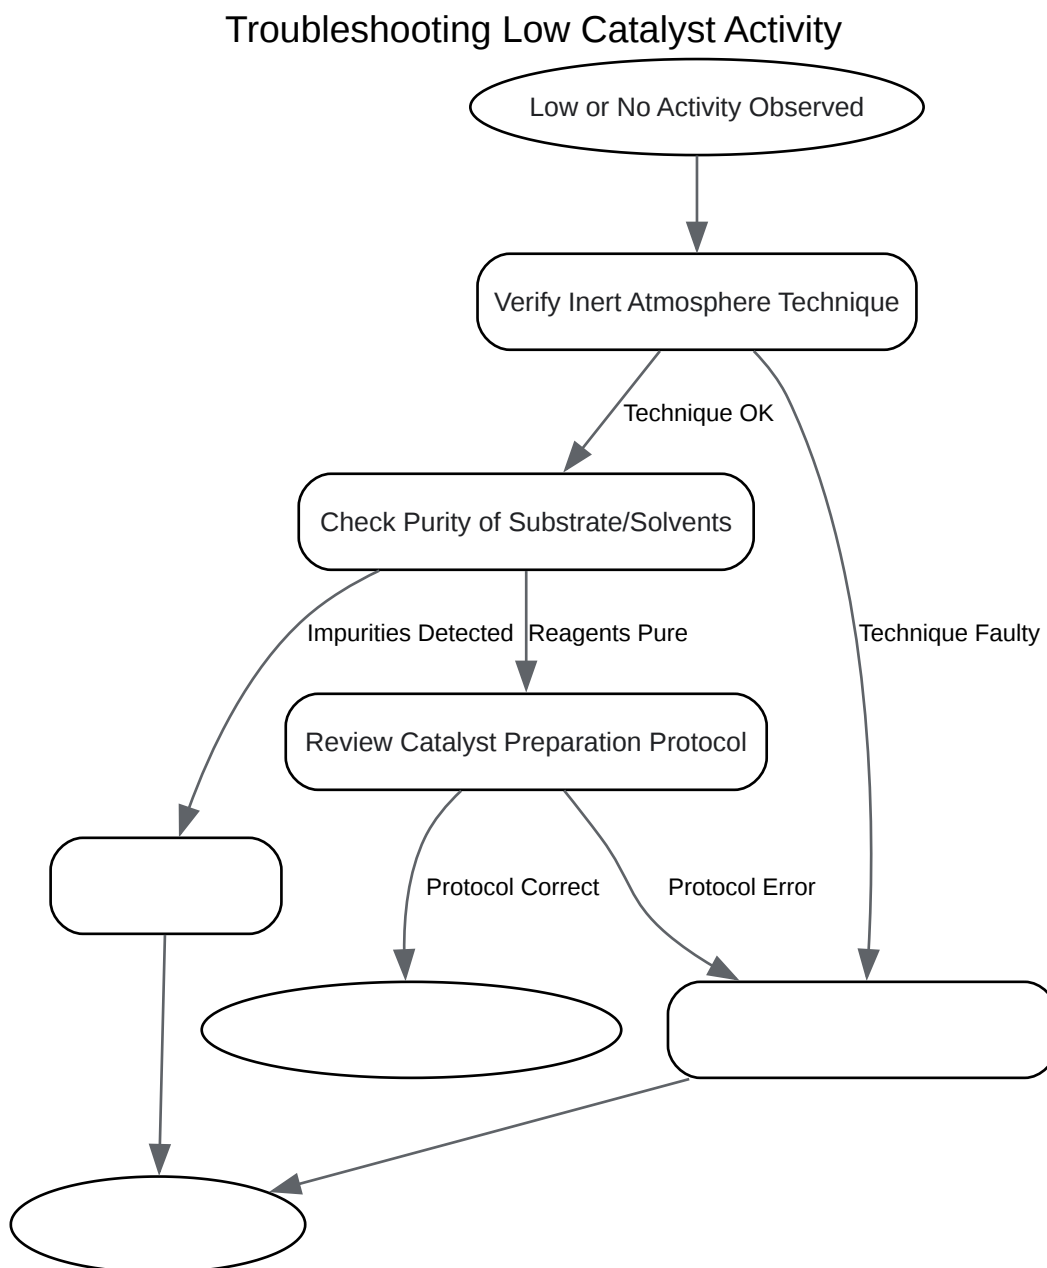 Troubleshooting Low Catalyst Activity
Low or No Activity Observed
Verify Inert Atmosphere Technique
Technique OK
Check Purity of Substrate/Solvents
Impurities Detected
Reagents Pure
Technique Faulty
Review Catalyst Preparation Protocol
Protocol Correct
Protocol Error